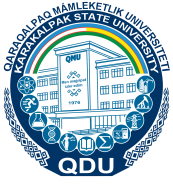 QARAQALPAQ MÁMLEKETLIK UNIVERSITETI
KARAKALPAK STATE UNIVERSITY
QMU
1976
QDU